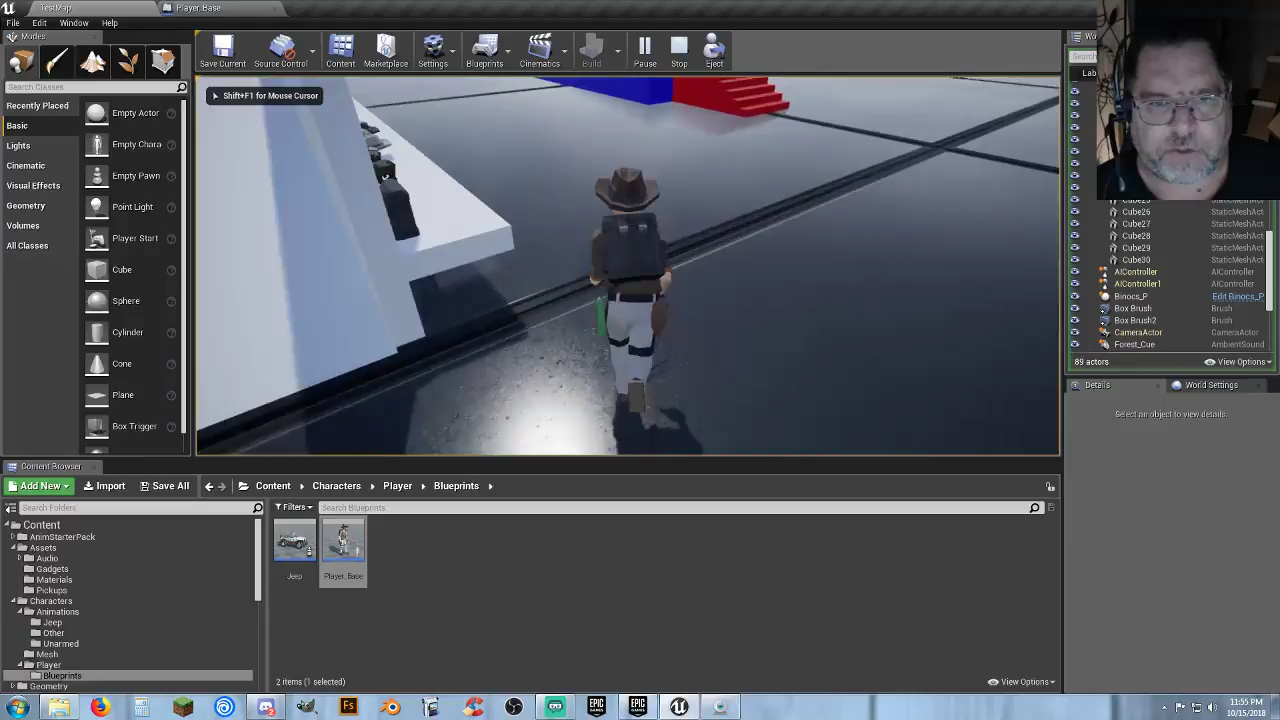 TestMap
Player_Base
File Edit Window Help
Modes
Search Classes
Recently Placed
Basic
Lights
Cinematic
Visual Effects
Geometry
Volumes
All Classes
Empty Actor
Empty Chara
Empty Pawn
Point Light
Player Start
Cube
Sphere
Cylinder
Cone
Plane
Box Trigger
Save Current
Source Control
Content
Marketplace
Settings
Blueprints
Cinematics
Build
Pause
Stop
Eject
Shift+F1 for Mouse Cursor
Lab
Cube26 StaticMeshAct
Cube27 StaticMeshAct
Cube28 StaticMeshAct
Cube29 StaticMeshAct
Cube30 StaticMeshAct
AIController AIController
AIController1 AIController
Binocs_P Edit Binocs_P
Box Brush Brush
Box Brush2 Brush
CameraActor CameraActor
Forest_Cue AmbientSound
89 actors
View Options
Details
World Settings
Select an object to view details.
Content Browser
Add New Import Save All Content Characters Player Blueprints
Search Folders
Filters
Search Blueprints
Content
AnimStarterPack
Assets
Audio
Gadgets
Materials
Pickups
Characters
Animations
Jeep
Other
Unarmed
Mesh
Player
Blueprints
Geometry
Jeep
Player_Base
2 items (1 selected)
View Options
11:55 PM
10/15/2018